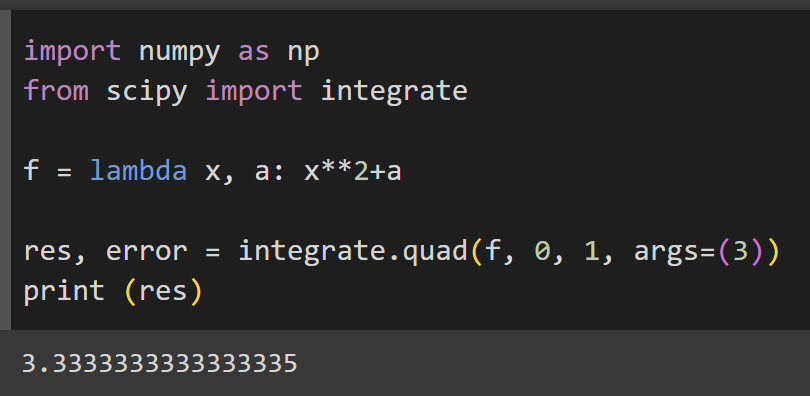 import numpy as np
from scipy import integrate
f = lambda x, a: x**2+a
res, error = integrate.quad(f, 0, 1, args=(3))
print (res)
3.3333333333333335